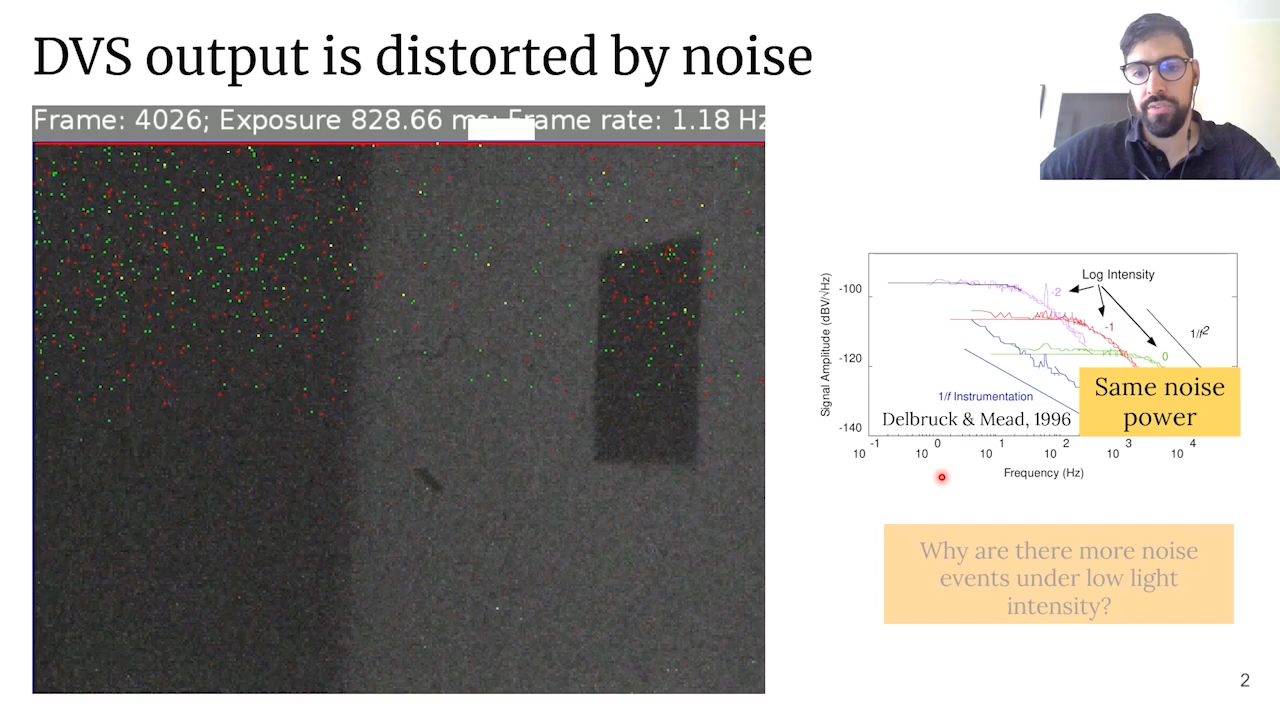 DVS output is distorted by noise
Frame: 4026; Exposure 828.66 ms; Frame rate: 1.18 Hz
Log Intensity
-2
-1
0
1/f2
-100
-120
-140
Signal Amplitude (dBV/√Hz)
1/f Instrumentation
Delbruck & Mead, 1996
Same noise
power
10 -1
10 0
10 1
10 2
10 3
10 4
Frequency (Hz)
Why are there more noise
events under low light
intensity?
2